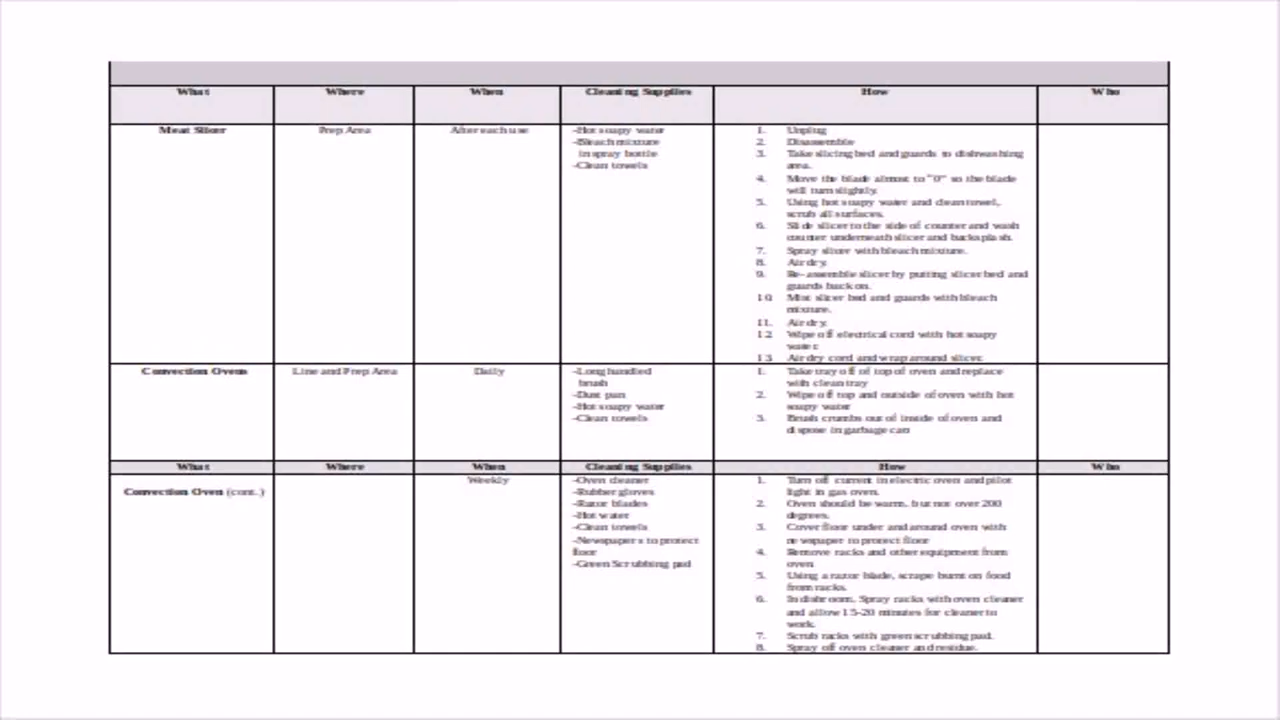 What Where When Cleaning Supplies How Who
Meat Slicer Prep Area After each use
-Hot soapy water
-Bleach mixture
in spray bottle
-Clean towels
1. Unplug
2. Disassemble
3. Take slicing bed and guards to dishwashing
area.
4. Move the blade almost to "0" so the blade
will turn slightly.
5. Using hot soapy water and clean towel,
scrub all surfaces.
6. Slide slicer to the side of counter and wash
counter underneath slicer and backsplash.
7. Spray slicer with bleach mixture.
8. Air dry.
9. Re-assemble slicer by putting slicer bed and
guards back on.
10 Mist slicer bed and guards with bleach
mixture.
11. Air dry.
12 Wipe off electrical cord with hot soapy
water.
13 Air dry cord and wrap around slicer.
Convection Ovens Line and Prep Area Daily
-Long handled
brush
-Dust pan
-Hot soapy water
-Clean towels
1. Take tray off of top of oven and replace
with clean tray
2. Wipe off top and outside of oven with hot
soapy water
3. Brush crumbs out of inside of oven and
dispose in garbage can
What Where When Cleaning Supplies How Who
Convection Oven (cont.) Weekly
-Oven cleaner
-Rubber gloves
-Razor blades
-Hot water
-Clean towels
-Newspapers to protect
floor
-Green Scrubbing pad
1. Turn off current in electric oven and pilot
light in gas oven.
2. Oven should be warm, but not over 200
degrees.
3. Cover floor under and around oven with
newspaper to protect floor
4. Remove racks and other equipment from
oven
5. Using a razor blade, scrape burnt on food
from racks.
6. In dishroom, Spray racks with oven cleaner
and allow 15-20 minutes for cleaner to
work.
7. Scrub racks with green scrubbing pad.
8. Spray off oven cleaner and residue.